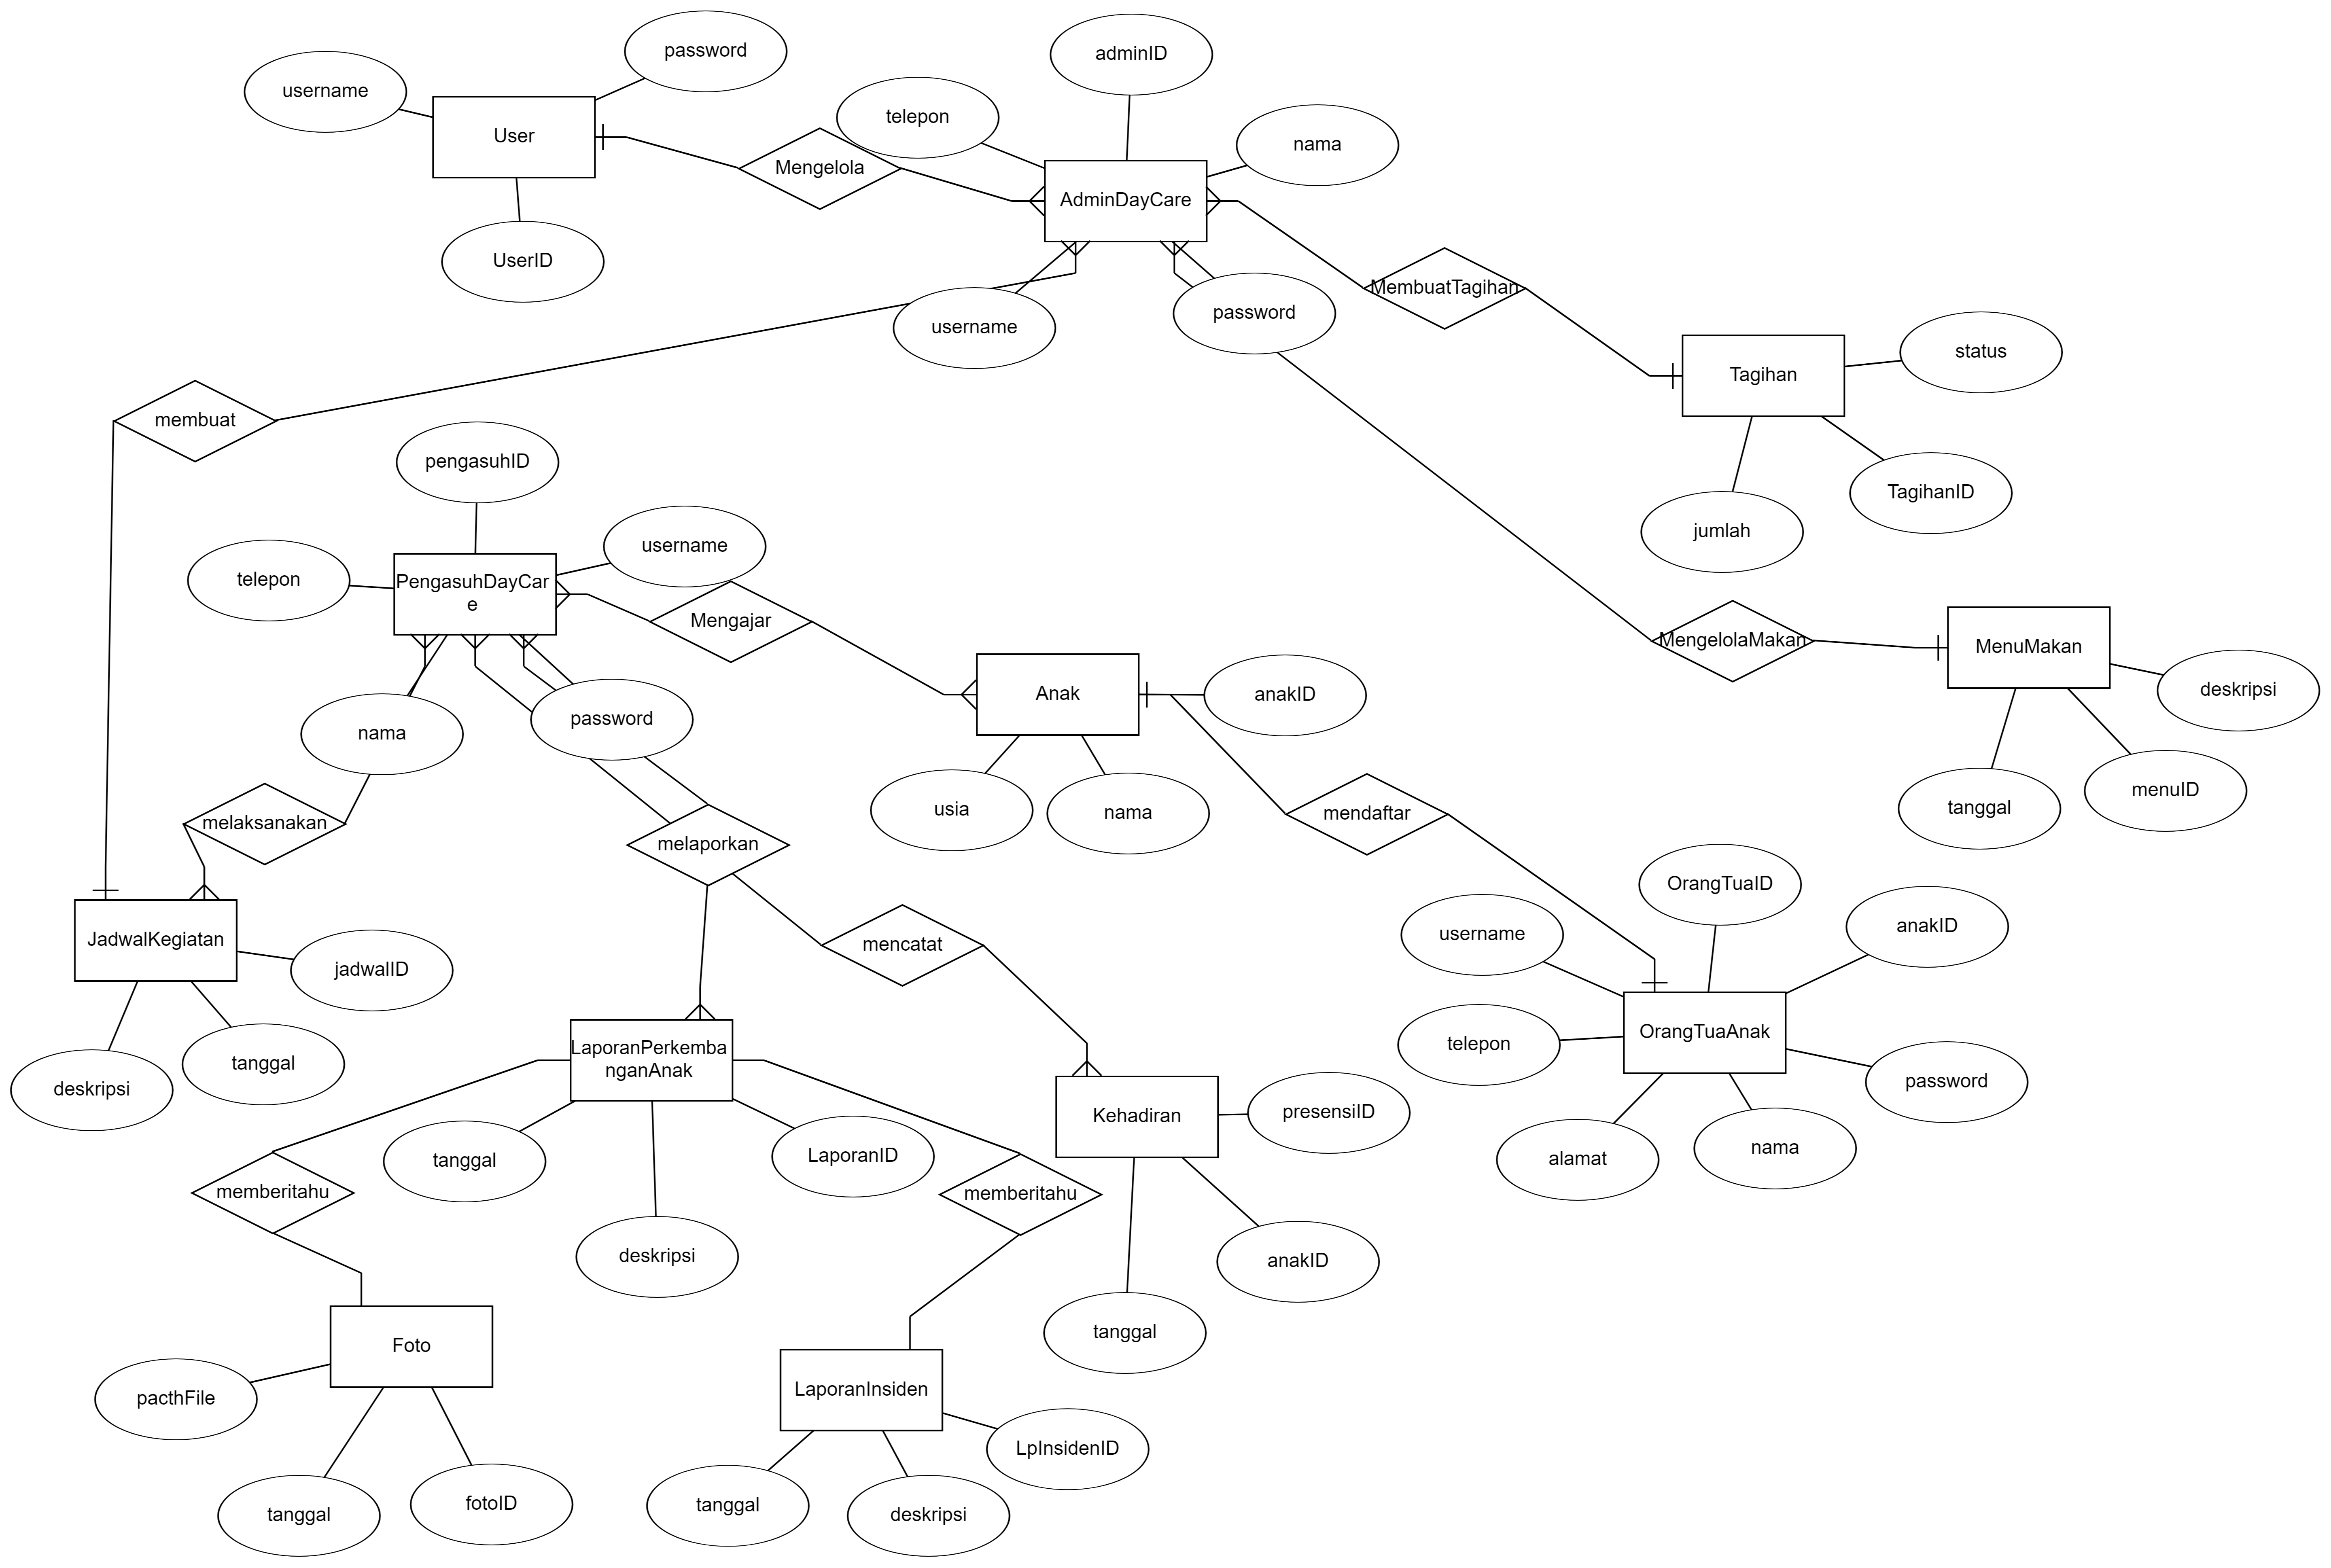 password
adminID
username
telepon
User
nama
Mengelola
AdminDayCare
UserID
MembuatTagihan
password
username
status
Tagihan
membuat
pengasuhID
TagihanID
jumlah
username
telepon
PengasuhDayCar
e
Mengajar
MengelolaMakan
MenuMakan
deskripsi
Anak
anakID
password
nama
menuID
tanggal
usia
nama
mendaftar
melaksanakan
melaporkan
OrangTuaID
anakID
username
mencatat
JadwalKegiatan
jadwalID
OrangTuaAnak
telepon
LaporanPerkemba
nganAnak
tanggal
deskripsi
password
presensiID
Kehadiran
nama
alamat
LaporanID
tanggal
memberitahu
memberitahu
deskripsi
anakID
tanggal
Foto
LaporanInsiden
pacthFile
LpInsidenID
fotoID
tanggal
tanggal
deskripsi